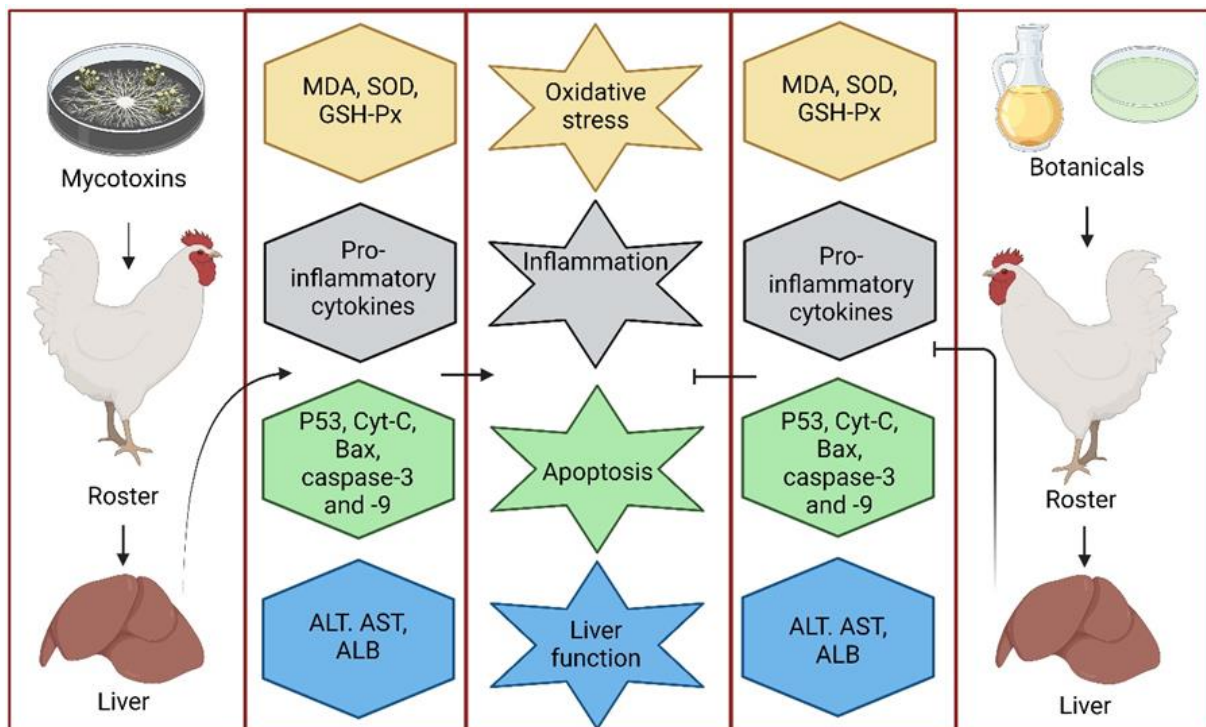 Mycotoxins
Roster
Liver
MDA, SOD,
GSH-Px
Pro-
inflammatory
cytokines
P53, Cyt-C,
Bax,
caspase-3
and -9
ALT. AST,
ALB
Oxidative
stress
Inflammation
Apoptosis
Liver
function
MDA, SOD,
GSH-Px
Pro-
inflammatory
cytokines
P53, Cyt-C,
Bax,
caspase-3
and -9
ALT. AST,
ALB
Botanicals
Roster
Liver